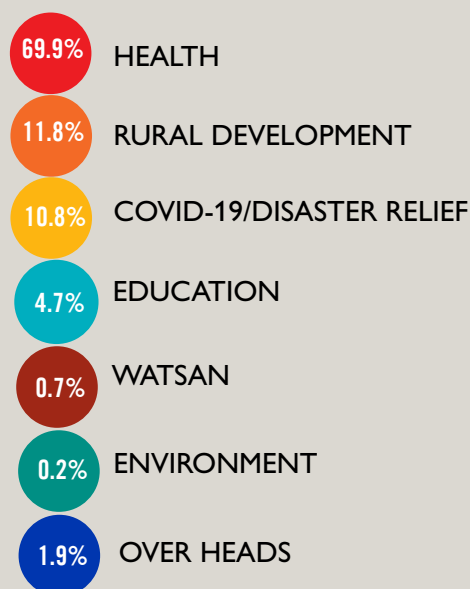 69.9% HEALTH
11.8% RURAL DEVELOPMENT
10.8% COVID-19/DISASTER RELIEF
4.7% EDUCATION
0.7% WATSAN
0.2% ENVIRONMENT
1.9% OVER HEADS